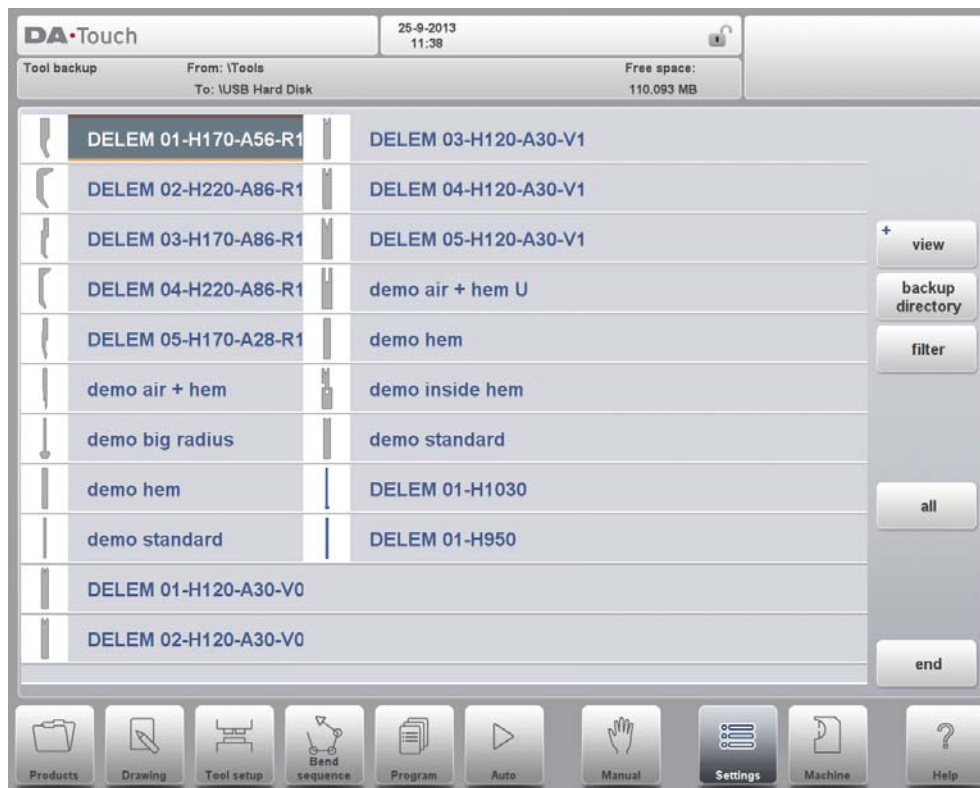 DA•Touch
25-9-2013
11:38
Tool backup From: \Tools
To: \USB Hard Disk
Free space:
110.093 MB
DELEM 01-H170-A56-R1
DELEM 02-H220-A86-R1
DELEM 03-H170-A86-R1
DELEM 04-H220-A86-R1
DELEM 05-H170-A28-R1
demo air + hem
demo big radius
demo hem
demo standard
DELEM 01-H120-A30-V0
DELEM 02-H120-A30-V0
DELEM 03-H120-A30-V1
DELEM 04-H120-A30-V1
DELEM 05-H120-A30-V1
demo air + hem U
demo hem
demo inside hem
demo standard
DELEM 01-H1030
DELEM 01-H950
+
view
backup
directory
filter
all
end
Products
Drawing
Tool setup
Bend
sequence
Program
Auto
Manual
Settings
Machine
?
Help